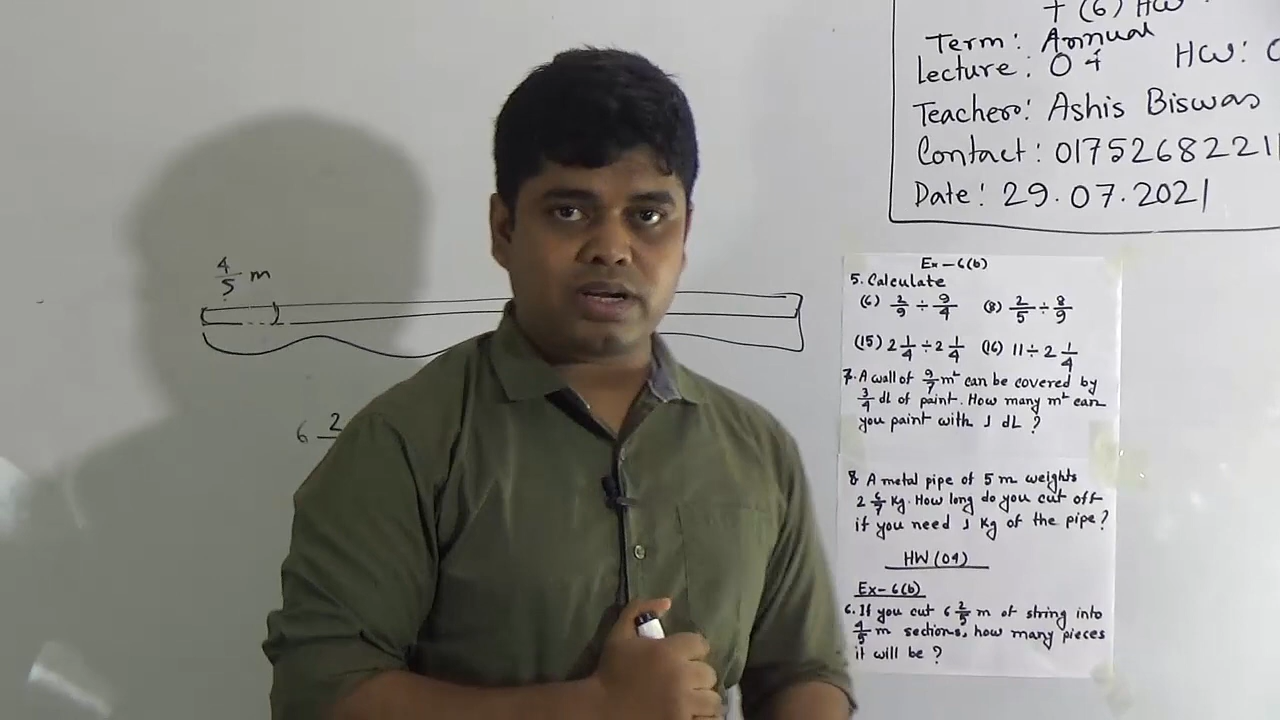 + (6) HW
Term: Annual
Lecture: 04 HW: 0
Teacher: Ashis Biswas
Contact: 01752682211
Date: 29.07.2021
4/5 m
6 2
Ex-6(b)
5. Calculate
(6) 2/9 ÷ 9/4 (8) 2/5 ÷ 8/9
(15) 2 1/4 ÷ 2 1/4 (16) 11 ÷ 2 1/4
7. A wall of 9/7 m² can be covered by
3/4 dl of paint. How many m² can
you paint with 1 dL ?
8 A metal pipe of 5 m weights
2 6/7 Kg. How long do you cut off
if you need 1 Kg of the pipe?
HW (04)
Ex-6(b)
6. If you cut 6 2/5 m of string into
4/5 m sections, how many pieces
it will be ?